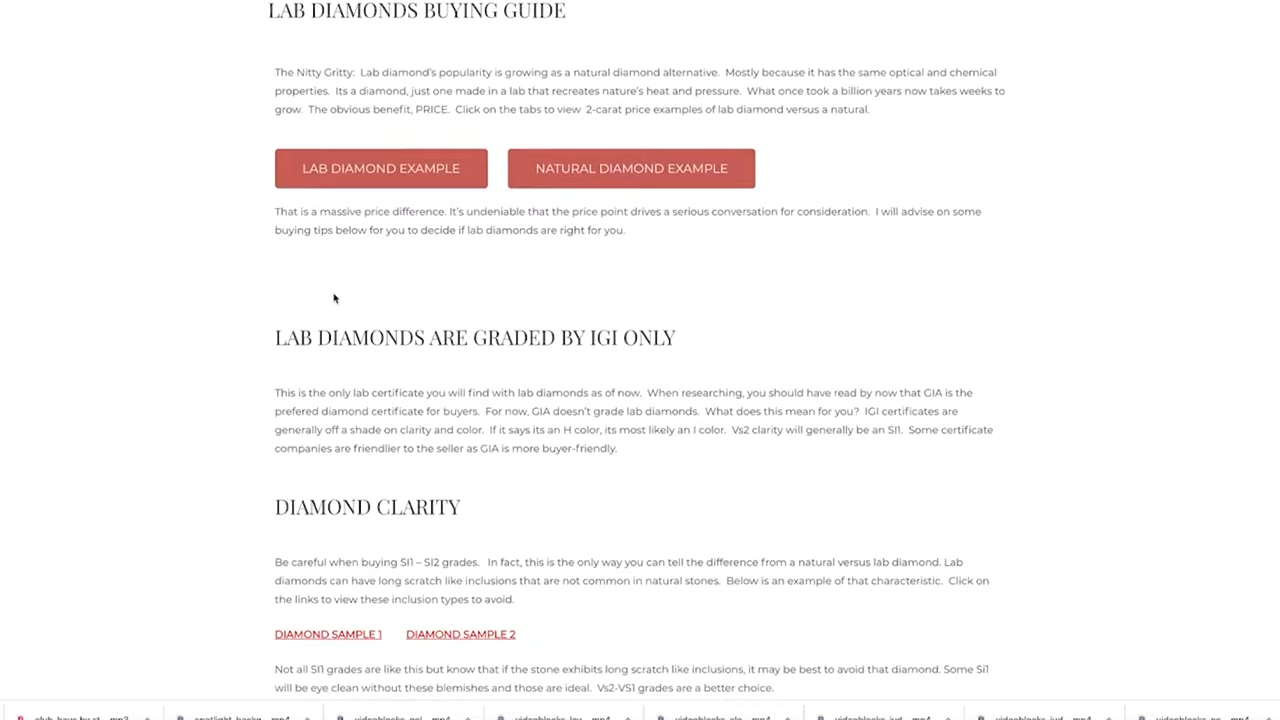 LAB DIAMONDS BUYING GUIDE
The Nitty Gritty: Lab diamond's popularity is growing as a natural diamond alternative. Mostly because it has the same optical and chemical
properties. Its a diamond, just one made in a lab that recreates nature's heat and pressure. What once took a billion years now takes weeks to
grow. The obvious benefit, PRICE. Click on the tabs to view 2-carat price examples of lab diamond versus a natural.
LAB DIAMOND EXAMPLE NATURAL DIAMOND EXAMPLE
That is a massive price difference. It's undeniable that the price point drives a serious conversation for consideration. I will advise on some
buying tips below for you to decide if lab diamonds are right for you.
LAB DIAMONDS ARE GRADED BY IGI ONLY
This is the only lab certificate you will find with lab diamonds as of now. When researching, you should have read by now that GIA is the
prefered diamond certificate for buyers. For now, GIA doesn't grade lab diamonds. What does this mean for you? IGI certificates are
generally off a shade on clarity and color. If it says its an H color, its most likely an I color. Vs2 clarity will generally be an SI1. Some certificate
companies are friendlier to the seller as GIA is more buyer-friendly.
DIAMOND CLARITY
Be careful when buying SI1 – SI2 grades. In fact, this is the only way you can tell the difference from a natural versus lab diamond. Lab
diamonds can have long scratch like inclusions that are not common in natural stones. Below is an example of that characteristic. Click on
the links to view these inclusion types to avoid.
DIAMOND SAMPLE 1 DIAMOND SAMPLE 2
Not all SI1 grades are like this but know that if the stone exhibits long scratch like inclusions, it may be best to avoid that diamond. Some Si1
will be eye clean without these blemishes and those are ideal. Vs2-VS1 grades are a better choice.